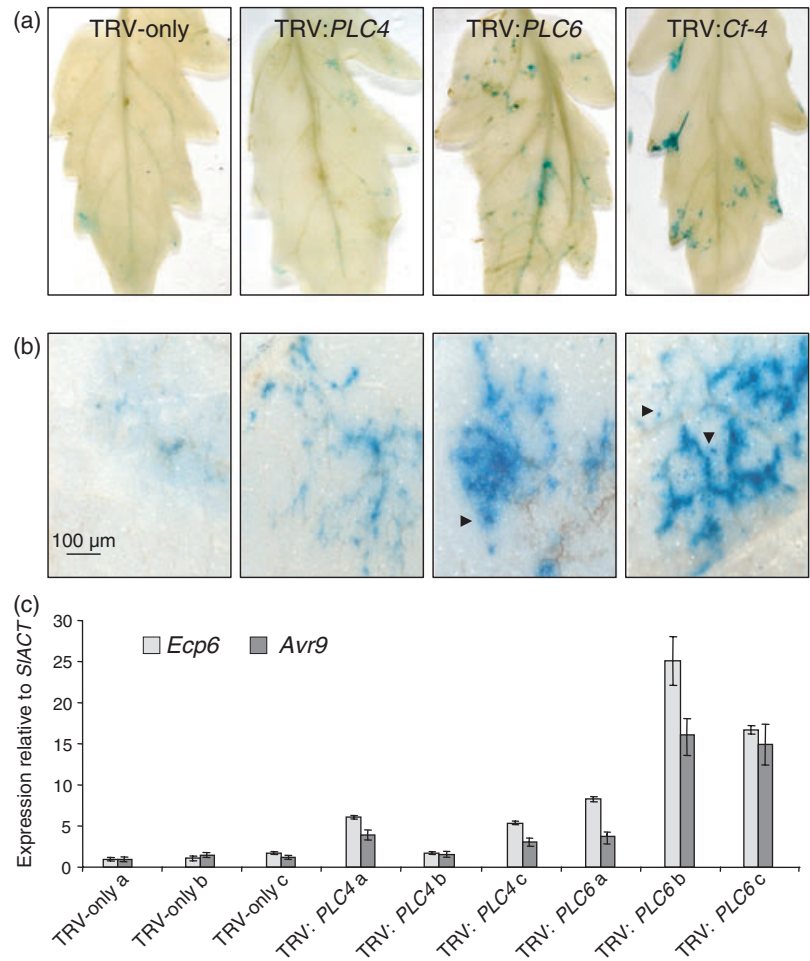 (a)
TRV-only
TRV:PLC4
TRV:PLC6
TRV:Cf-4
(b)
100 µm
(c)
Expression relative to SlACT
30
25
20
15
10
5
0
Ecp6
Avr9
TRV-only a
TRV-only b
TRV-only c
TRV: PLC4 a
TRV: PLC4 b
TRV: PLC4 c
TRV: PLC6 a
TRV: PLC6 b
TRV: PLC6 c